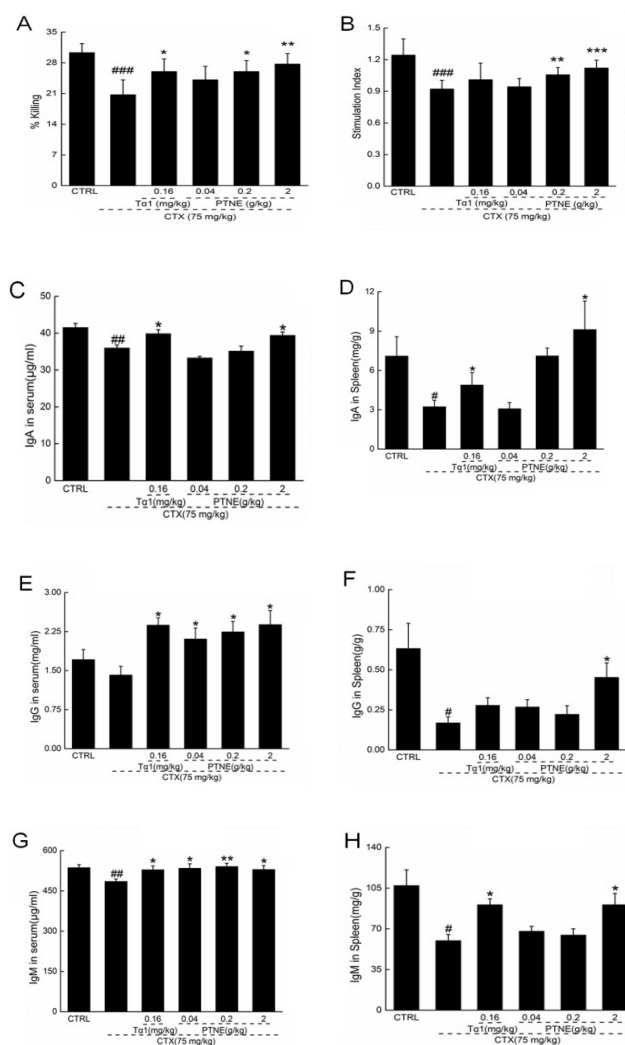 A
% Killing
35
28
21
14
7
0
###
*
*
**
CTRL
0.16
0.04
0.2
2
Tα1 (mg/kg)
PTNE (g/kg)
CTX (75 mg/kg)
B
Stimulation Index
1.5
1.2
0.9
0.6
0.3
0.0
###
**
***
CTRL
0.16
0.04
0.2
2
Tα1 (mg/kg)
PTNE (g/kg)
CTX (75 mg/kg)
C
IgA in serum(μg/ml)
50
40
30
20
10
0
##
*
*
CTRL
0.16
0.04
0.2
2
Tα1(mg/kg)
PTNE(g/kg)
CTX(75 mg/kg)
D
IgA in Spleen(mg/g)
12
9
6
3
0
#
*
*
CTRL
0.16
0.04
0.2
2
Tα1(mg/kg)
PTNE(g/kg)
CTX(75 mg/kg)
E
IgG in serum(mg/ml)
3.00
2.25
1.50
0.75
0.00
*
*
*
*
CTRL
0.16
0.04
0.2
2
Tα1(mg/kg)
PTNE(g/kg)
CTX(75 mg/kg)
F
IgG in Spleen(g/g)
1.00
0.75
0.50
0.25
0.00
#
*
CTRL
0.16
0.04
0.2
2
Tα1(mg/kg)
PTNE(g/kg)
CTX(75 mg/kg)
G
IgM in serum(μg/ml)
600
450
300
150
0
##
*
*
**
*
CTRL
0.16
0.04
0.2
2
Tα1(mg/kg)
PTNE(g/kg)
CTX(75 mg/kg)
H
IgM in Spleen(mg/g)
140
105
70
35
0
#
*
*
CTRL
0.16
0.04
0.2
2
Tα1(mg/kg)
PTNE(g/kg)
CTX(75 mg/kg)